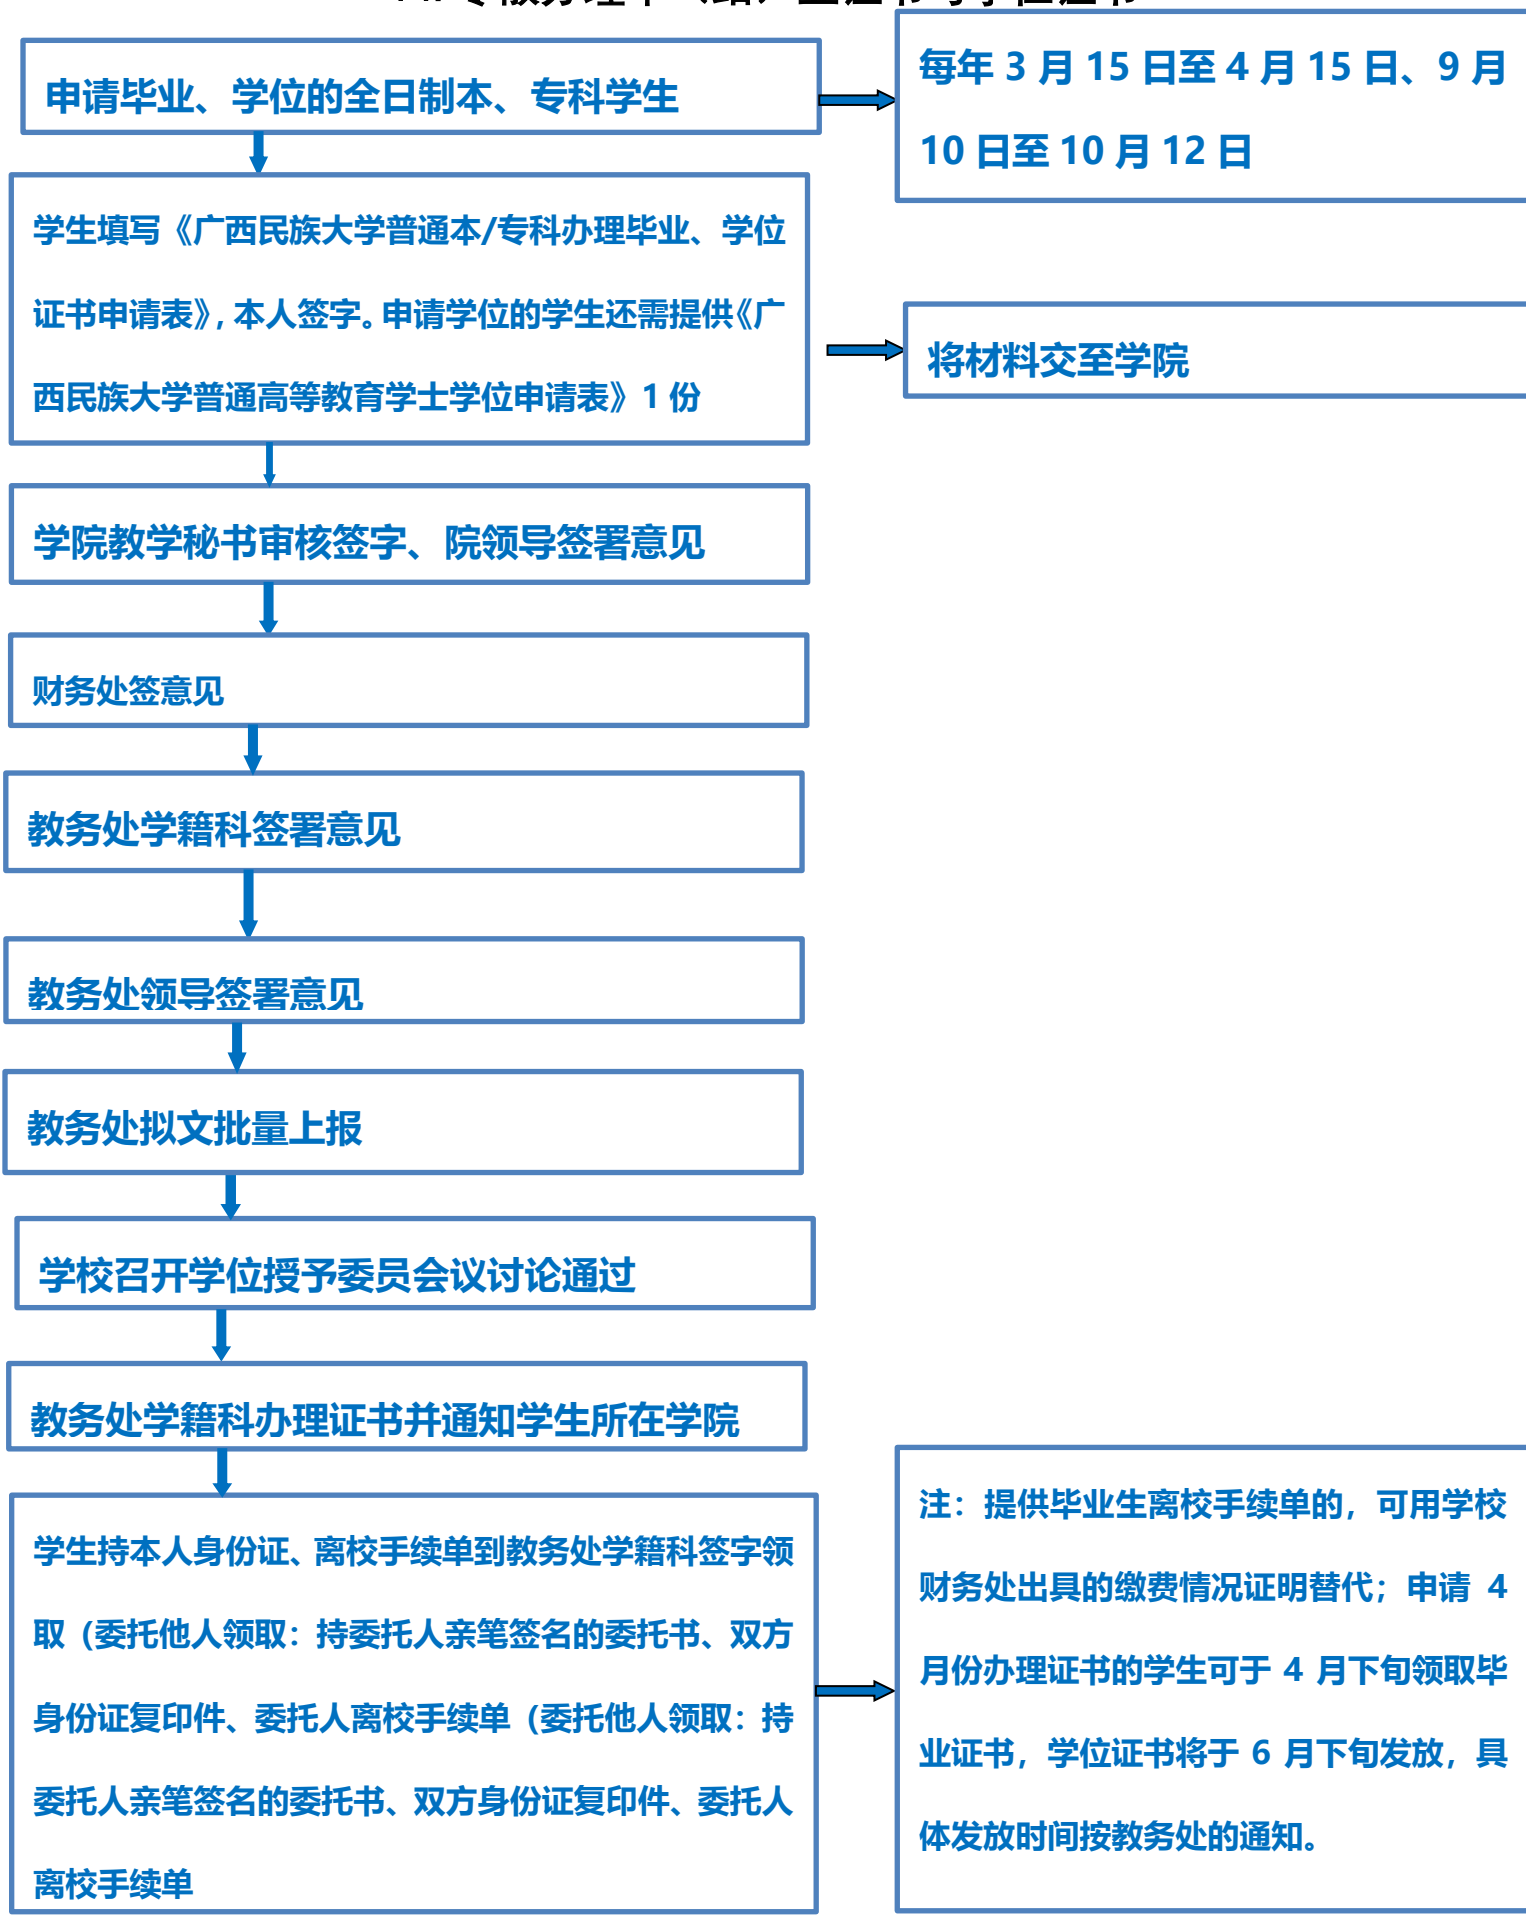 申请毕业、学位的全日制本、专科学生
每年 3 月 15 日至 4 月 15 日、9 月
10 日至 10 月 12 日
学生填写《广西民族大学普通本/专科办理毕业、学位
证书申请表》，本人签字。申请学位的学生还需提供《广
西民族大学普通高等教育学士学位申请表》1 份
将材料交至学院
学院教学秘书审核签字、院领导签署意见
财务处签意见
教务处学籍科签署意见
教务处领导签署意见
教务处拟文批量上报
学校召开学位授予委员会议讨论通过
教务处学籍科办理证书并通知学生所在学院
学生持本人身份证、离校手续单到教务处学籍科签字领
取（委托他人领取：持委托人亲笔签名的委托书、双方
身份证复印件、委托人离校手续单（委托他人领取：持
委托人亲笔签名的委托书、双方身份证复印件、委托人
离校手续单
注：提供毕业生离校手续单的，可用学校
财务处出具的缴费情况证明替代；申请 4
月份办理证书的学生可于 4 月下旬领取毕
业证书，学位证书将于 6 月下旬发放，具
体发放时间按教务处的通知。